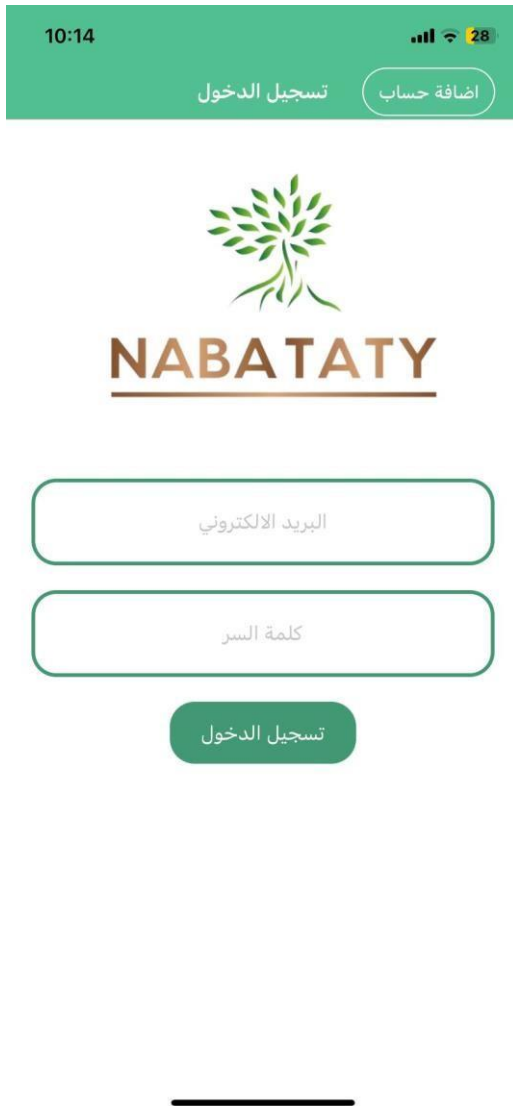 10:14
28
اضافة حساب
تسجيل الدخول
NABATATY
البريد الالكتروني
كلمة السر
تسجيل الدخول